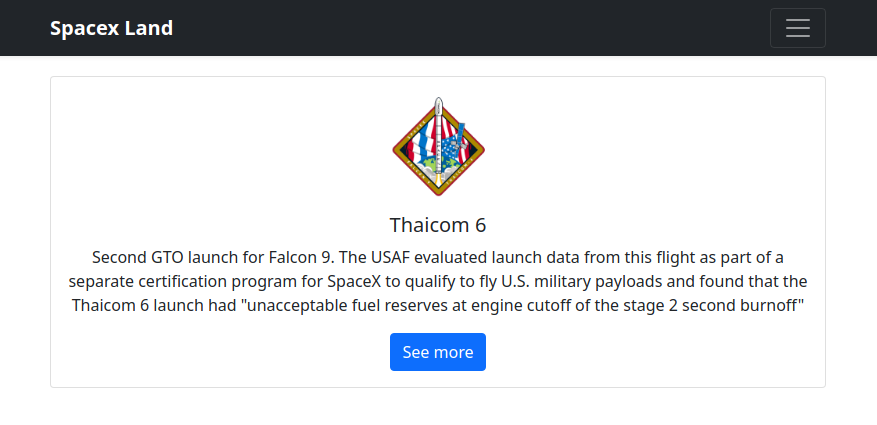 Spacex Land
Thaicom 6
Second GTO launch for Falcon 9. The USAF evaluated launch data from this flight as part of a
separate certification program for SpaceX to qualify to fly U.S. military payloads and found that the
Thaicom 6 launch had "unacceptable fuel reserves at engine cutoff of the stage 2 second burnoff"
See more